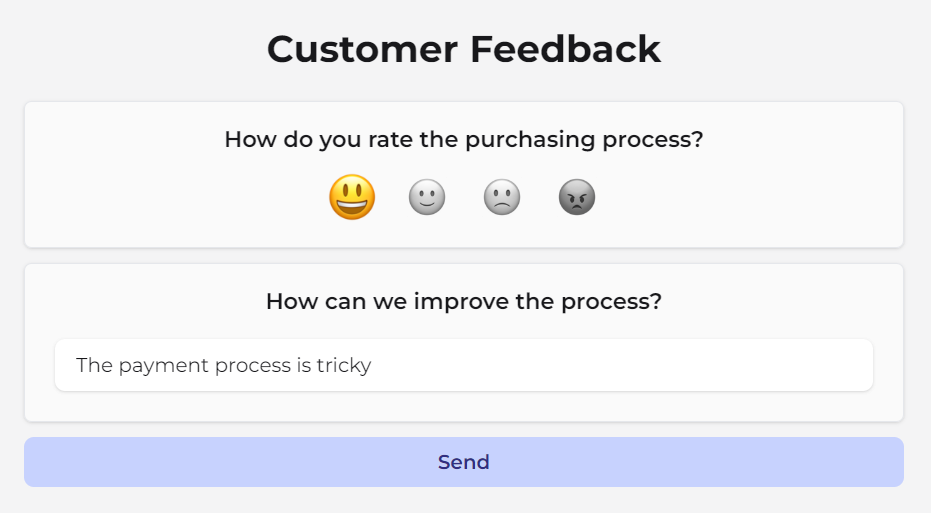 Customer Feedback
How do you rate the purchasing process?
How can we improve the process?
The payment process is tricky
Send